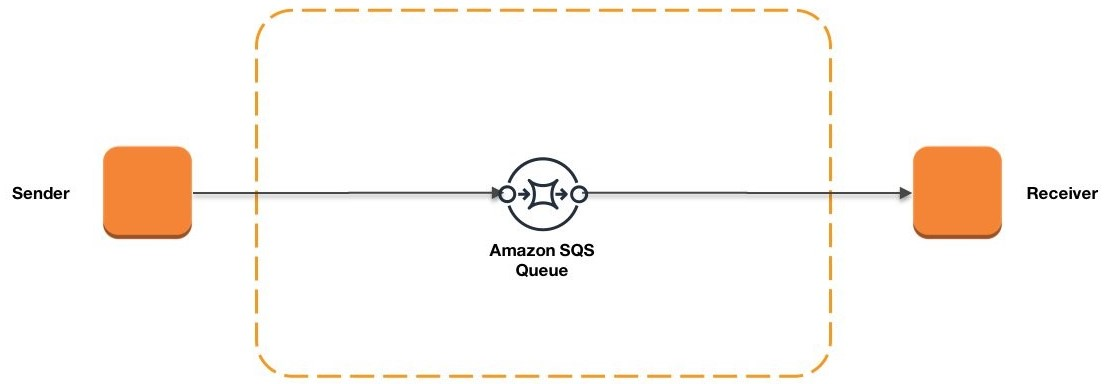 Sender
Amazon SQS
Queue
Receiver